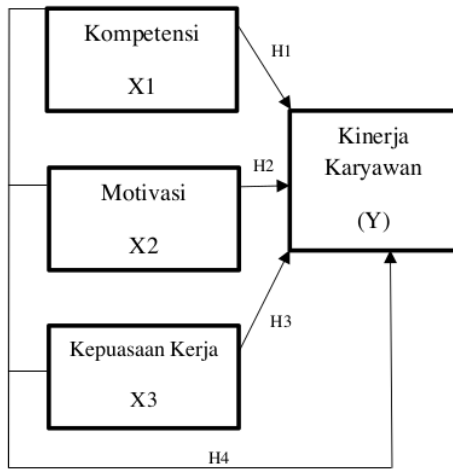 Kompetensi
X1
H1
Kinerja
Karyawan
(Y)
Motivasi
X2
H2
Kepuasaan Kerja
X3
H3
H4